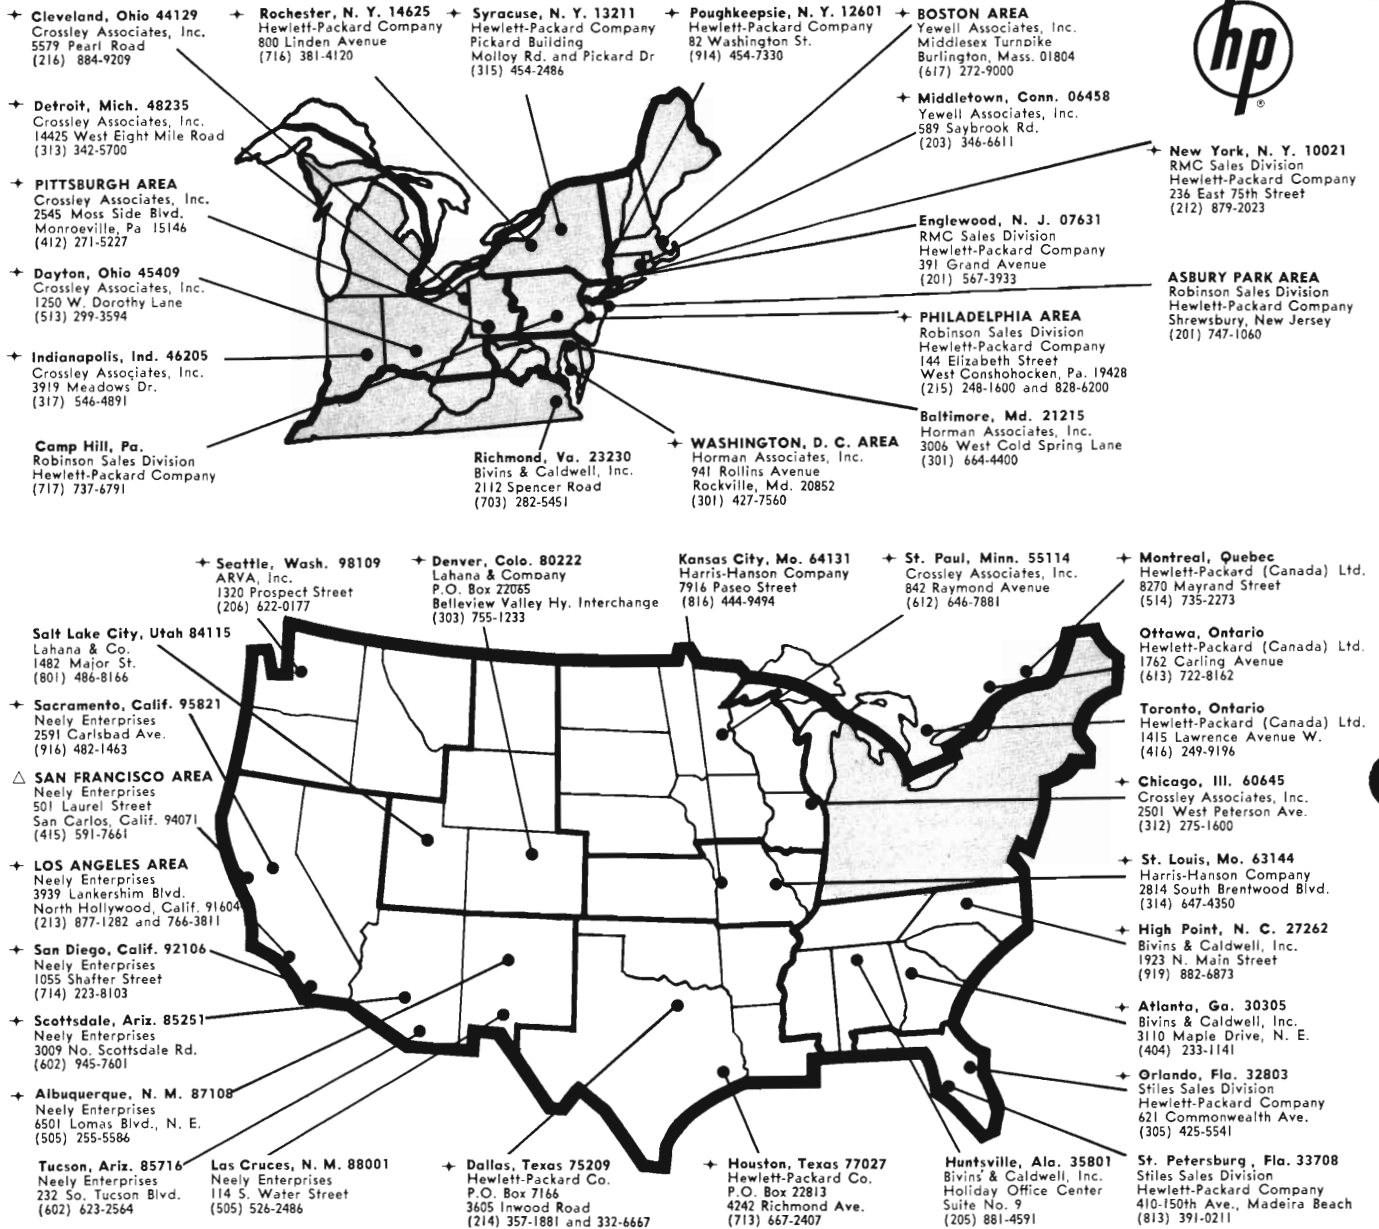 Cleveland, Ohio 44129
Crossley Associates, Inc.
5579 Pearl Road
(216) 884-9209
Rochester, N. Y. 14625
Hewlett-Packard Company
800 Linden Avenue
(716) 381-4120
Syracuse, N. Y. 13211
Hewlett-Packard Company
Pickard Building
Molloy Rd. and Pickard Dr
(315) 454-2486
Poughkeepsie, N. Y. 12601
Hewlett-Packard Company
82 Washington St.
(914) 454-7330
BOSTON AREA
Yewell Associates, Inc.
Middlesex Turnpike
Burlington, Mass. 01804
(617) 272-9000
hp
®
Detroit, Mich. 48235
Crossley Associates, Inc.
14425 West Eight Mile Road
(313) 342-5700
Middletown, Conn. 06458
Yewell Associates, Inc.
589 Saybrook Rd.
(203) 346-6611
New York, N. Y. 10021
RMC Sales Division
Hewlett-Packard Company
236 East 75th Street
(212) 879-2023
PITTSBURGH AREA
Crossley Associates, Inc.
2545 Moss Side Blvd.
Monroeville, Pa 15146
(412) 271-5227
Englewood, N. J. 07631
RMC Sales Division
Hewlett-Packard Company
391 Grand Avenue
(201) 567-3933
Dayton, Ohio 45409
Crossley Associates, Inc.
1250 W. Dorothy Lane
(513) 299-3594
ASBURY PARK AREA
Robinson Sales Division
Hewlett-Packard Company
Shrewsbury, New Jersey
(201) 747-1060
PHILADELPHIA AREA
Robinson Sales Division
Hewlett-Packard Company
144 Elizabeth Street
West Conshohocken, Pa. 19428
(215) 248-1600 and 828-6200
Indianapolis, Ind. 46205
Crossley Associates, Inc.
3919 Meadows Dr.
(317) 546-4891
Baltimore, Md. 21215
Horman Associates, Inc.
3006 West Cold Spring Lane
(301) 664-4400
Camp Hill, Pa.
Robinson Sales Division
Hewlett-Packard Company
(717) 737-6791
Richmond, Va. 23230
Bivins & Caldwell, Inc.
2112 Spencer Road
(703) 282-5451
WASHINGTON, D. C. AREA
Horman Associates, Inc.
941 Rollins Avenue
Rockville, Md. 20852
(301) 427-7560
Seattle, Wash. 98109
ARVA, Inc.
1320 Prospect Street
(206) 622-0177
Denver, Colo. 80222
Lahana & Company
P.O. Box 22065
Belleview Valley Hy. Interchange
(303) 755-1233
Kansas City, Mo. 64131
Harris-Hanson Company
7916 Paseo Street
(816) 444-9494
St. Paul, Minn. 55114
Crossley Associates, Inc.
842 Raymond Avenue
(612) 646-7881
Montreal, Quebec
Hewlett-Packard (Canada) Ltd.
8270 Mayrand Street
(514) 735-2273
Salt Lake City, Utah 84115
Lahana & Co.
1482 Major St.
(801) 486-8166
Ottawa, Ontario
Hewlett-Packard (Canada) Ltd.
1762 Carling Avenue
(613) 722-8162
Sacramento, Calif. 95821
Neely Enterprises
2591 Carlsbad Ave.
(916) 482-1463
Toronto, Ontario
Hewlett-Packard (Canada) Ltd.
1415 Lawrence Avenue W.
(416) 249-9196
SAN FRANCISCO AREA
Neely Enterprises
501 Laurel Street
San Carlos, Calif. 94071
(415) 591-7661
Chicago, Ill. 60645
Crossley Associates, Inc.
2501 West Peterson Ave.
(312) 275-1600
LOS ANGELES AREA
Neely Enterprises
3939 Lankershim Blvd.
North Hollywood, Calif. 91604
(213) 877-1282 and 766-3811
St. Louis, Mo. 63144
Harris-Hanson Company
2814 South Brentwood Blvd.
(314) 647-4350
San Diego, Calif. 92106
Neely Enterprises
1055 Shafter Street
(714) 223-8103
High Point, N. C. 27262
Bivins & Caldwell, Inc.
1923 N. Main Street
(919) 882-6873
Scottsdale, Ariz. 85251
Neely Enterprises
3009 No. Scottsdale Rd.
(602) 945-7601
Atlanta, Ga. 30305
Bivins & Caldwell, Inc.
3110 Maple Drive, N. E.
(404) 233-1141
Albuquerque, N. M. 87108
Neely Enterprises
6501 Lomas Blvd., N. E.
(505) 255-5586
Orlando, Fla. 32803
Stiles Sales Division
Hewlett-Packard Company
621 Commonwealth Ave.
(305) 425-5541
Tucson, Ariz. 85716
Neely Enterprises
232 So. Tucson Blvd.
(602) 623-2564
Las Cruces, N. M. 88001
Neely Enterprises
114 S. Water Street
(505) 526-2486
Dallas, Texas 75209
Hewlett-Packard Co.
P.O. Box 7166
3605 Inwood Road
(214) 357-1881 and 332-6667
Houston, Texas 77027
Hewlett-Packard Co.
P.O. Box 22813
4242 Richmond Ave.
(713) 667-2407
Huntsville, Ala. 35801
Bivins & Caldwell, Inc.
Holiday Office Center
Suite No. 9
(205) 881-4591
St. Petersburg, Fla. 33708
Stiles Sales Division
Hewlett-Packard Company
410-150th Ave., Madeira Beach
(813) 391-0211